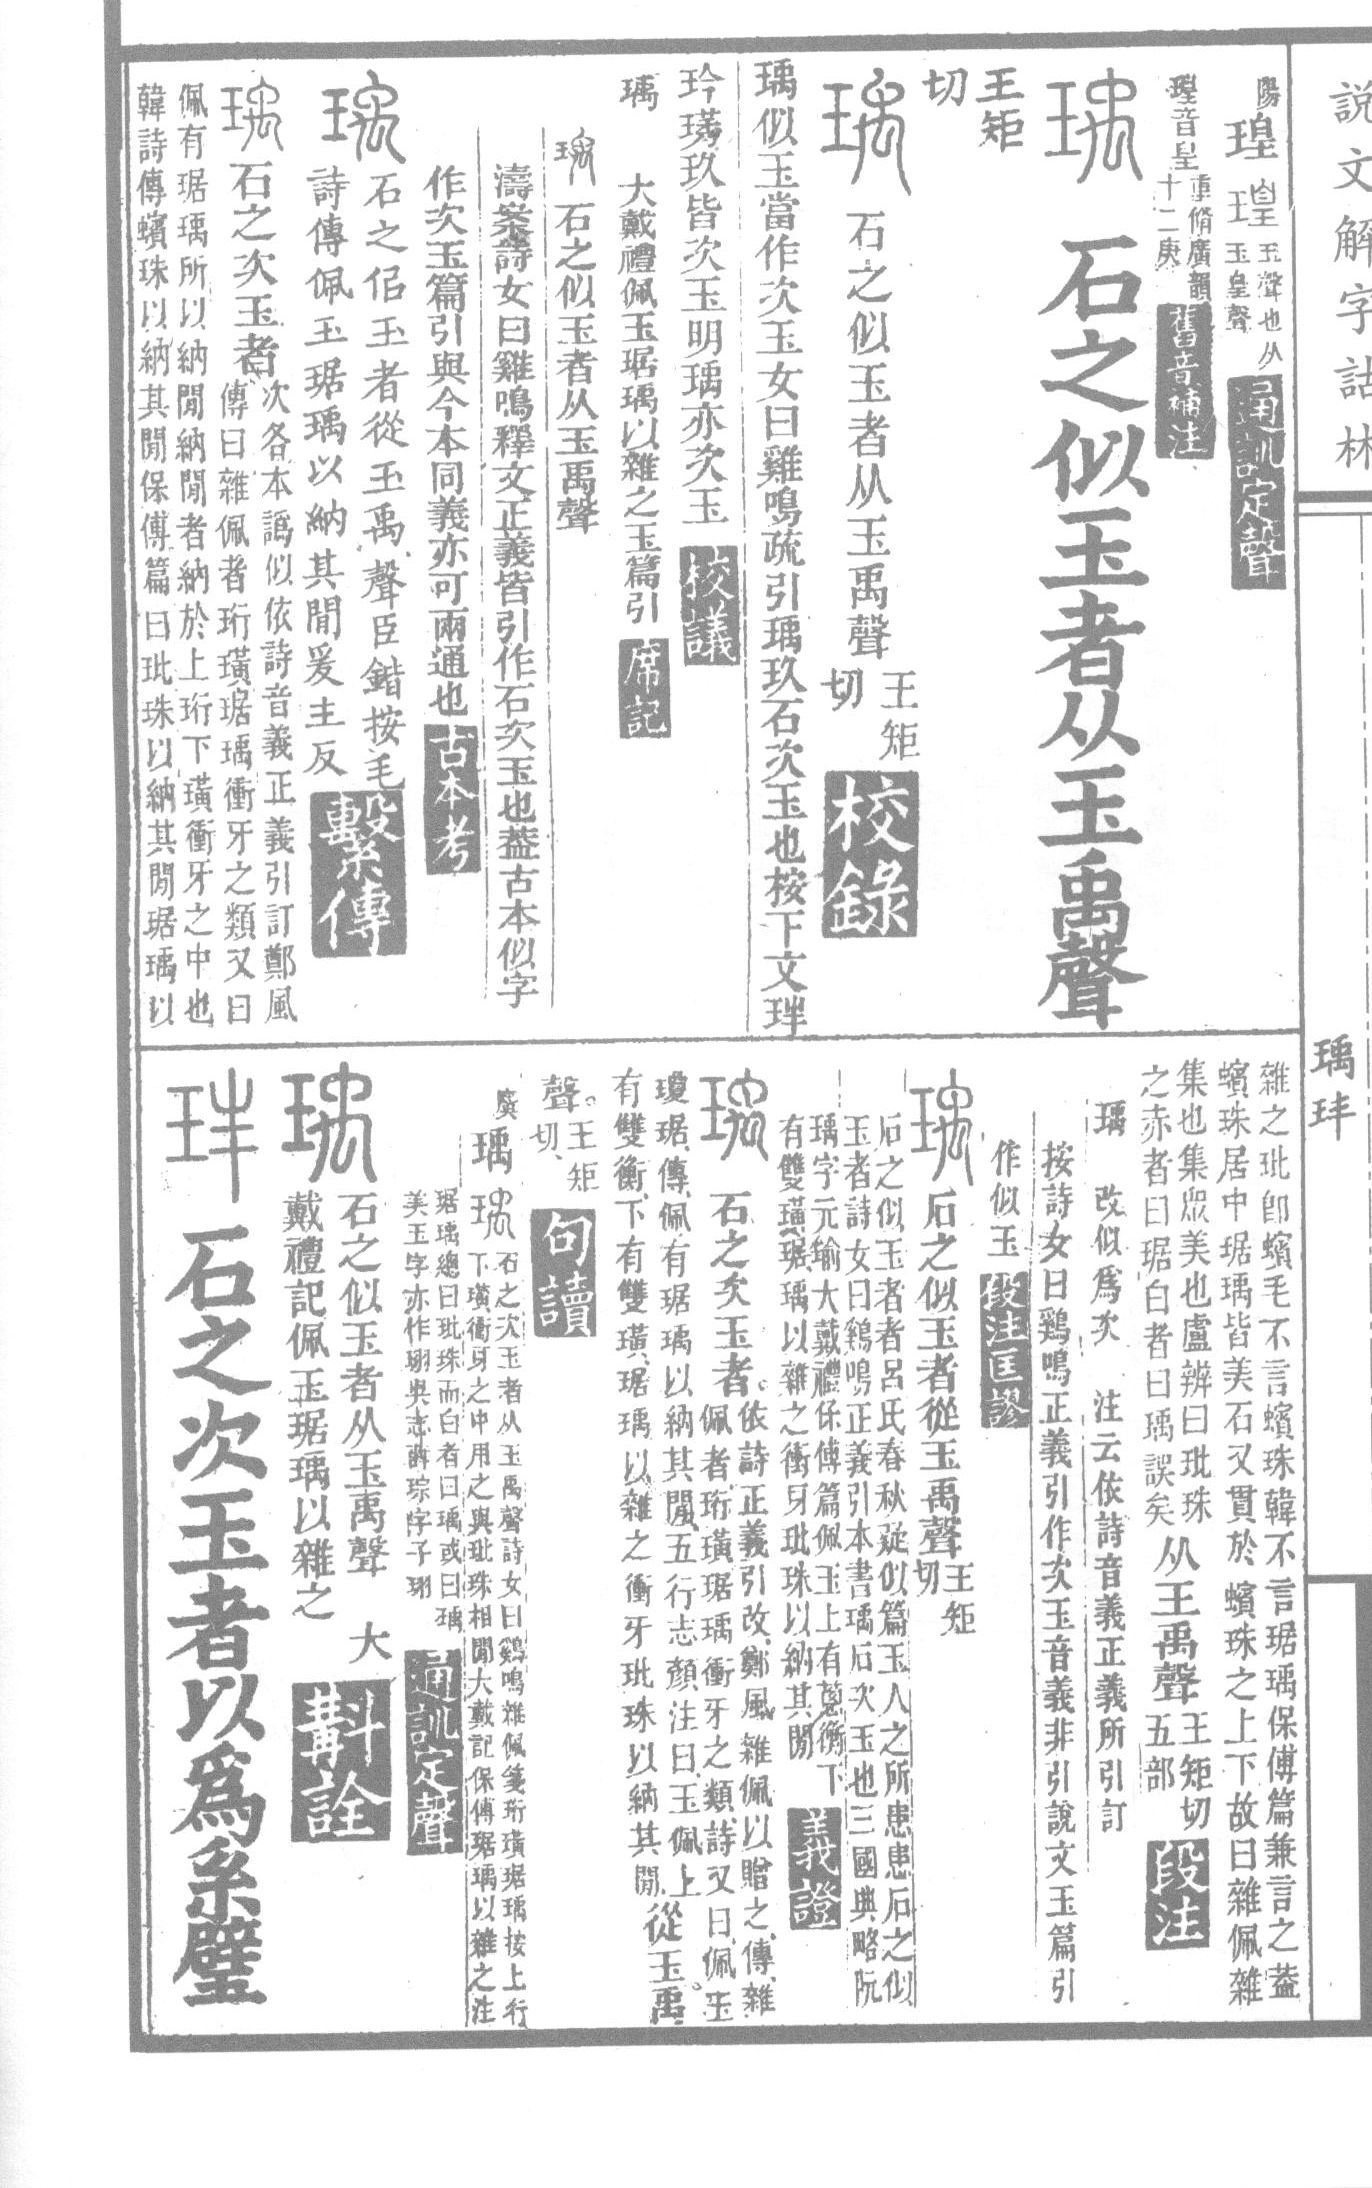 說文解字詁林
瑀玤
陽瑝 玉聲也从玉皇聲 通訓定聲
瑝音皇 重脩廣韻十二庚 舊音補注
瑀 石之似玉者从玉禹聲
王矩切
瑀 石之似玉者从玉禹聲 王矩切 校錄
瑀似玉當作次玉女曰雞鳴疏引瑀玖石次玉也桉下文玤
玪璓玖皆次玉明瑀亦次玉 校議
瑀 大戴禮佩玉琚瑀以雜之玉篇引 席記
瑀 石之似玉者从玉禹聲
濤案詩女曰雞鳴釋文正義皆引作石次玉也蓋古本似字
作次玉篇引與今本同義亦可兩通也 古本考
瑀 石之佀玉者從玉禹聲臣鍇按毛
詩傳佩玉琚瑀以納其閒爰主反 繫傳
瑀 石之次玉者 次各本譌似依詩音義正義引訂鄭風
傳曰雜佩者珩璜琚瑀衝牙之類又曰
佩有琚瑀所以納閒納閒者納於上珩下璜衝牙之中也
韓詩傳蠙珠以納其閒保傅篇曰玭珠以納其閒琚瑀以
雜之玭卽蠙毛不言蠙珠韓不言琚瑀保傅篇兼言之蓋
蠙珠居中琚瑀皆美石又貫於蠙珠之上下故曰雜佩雜
集也集眾美也盧辨曰玭珠
之赤者曰琚白者曰瑀誤矣 从王禹聲 王矩切五部 段注
瑀 改似爲次 注云依詩音義正義所引訂
按詩女曰鷄鳴正義引作次玉音義非引說文玉篇引
作似玉 段注匡謬
瑀 石之似玉者從玉禹聲 王矩切
石之似玉者者呂氏春秋疑似篇玉人之所患患石之似
玉者詩女曰鷄鳴正義引本書瑀石次玉也三國典略阮
瑀字元瑜大戴禮保傅篇佩玉上有蔥衡下
有雙璜琚瑀以雜之衝牙玭珠以納其閒 義證
瑀 石之次玉者。依詩正義引改、鄭風雜佩以贈之、傳、雜
佩者、珩璜琚瑀衝牙之類、詩又曰、佩玉
瓊琚、傳、佩有琚瑀以納其閒、五行志顏注曰、玉佩上
有雙衡、下有雙璜、琚瑀以雜之衝牙玭珠以納其閒、從玉禹
聲。王矩切、 句讀
虞瑀 石之次玉者从玉禹聲詩女曰鷄鳴雜佩箋珩璜琚瑀按上行
下璜衝牙之中用之與玭珠相閒大戴記保傅琚瑀以雜之注
琚瑀總曰玭珠而白者曰瑀或曰瑀
美玉字亦作㺷吳志薛琮字子㺷 通訓定聲
瑀 石之似玉者从玉禹聲 大
戴禮記佩玉琚瑀以雜之 斠詮
玤 石之次玉者以爲系璧